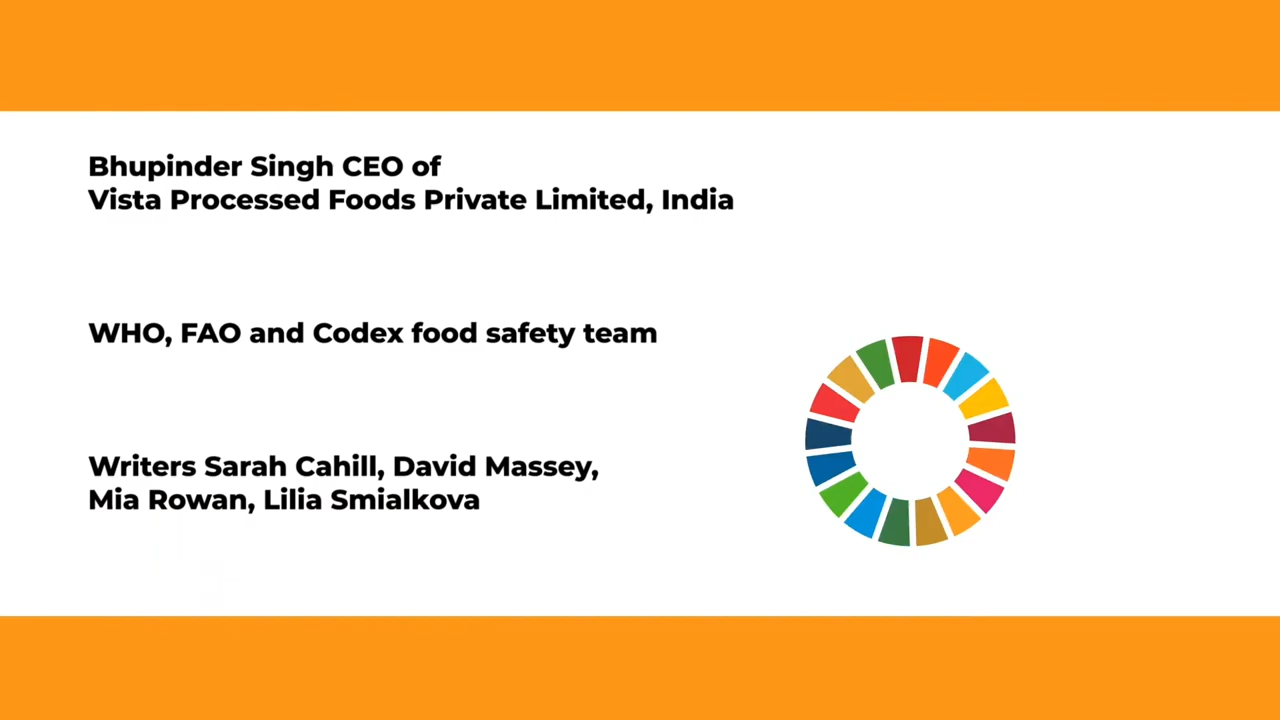 Bhupinder Singh CEO of
Vista Processed Foods Private Limited, India
WHO, FAO and Codex food safety team
Writers Sarah Cahill, David Massey,
Mia Rowan, Lilia Smialkova